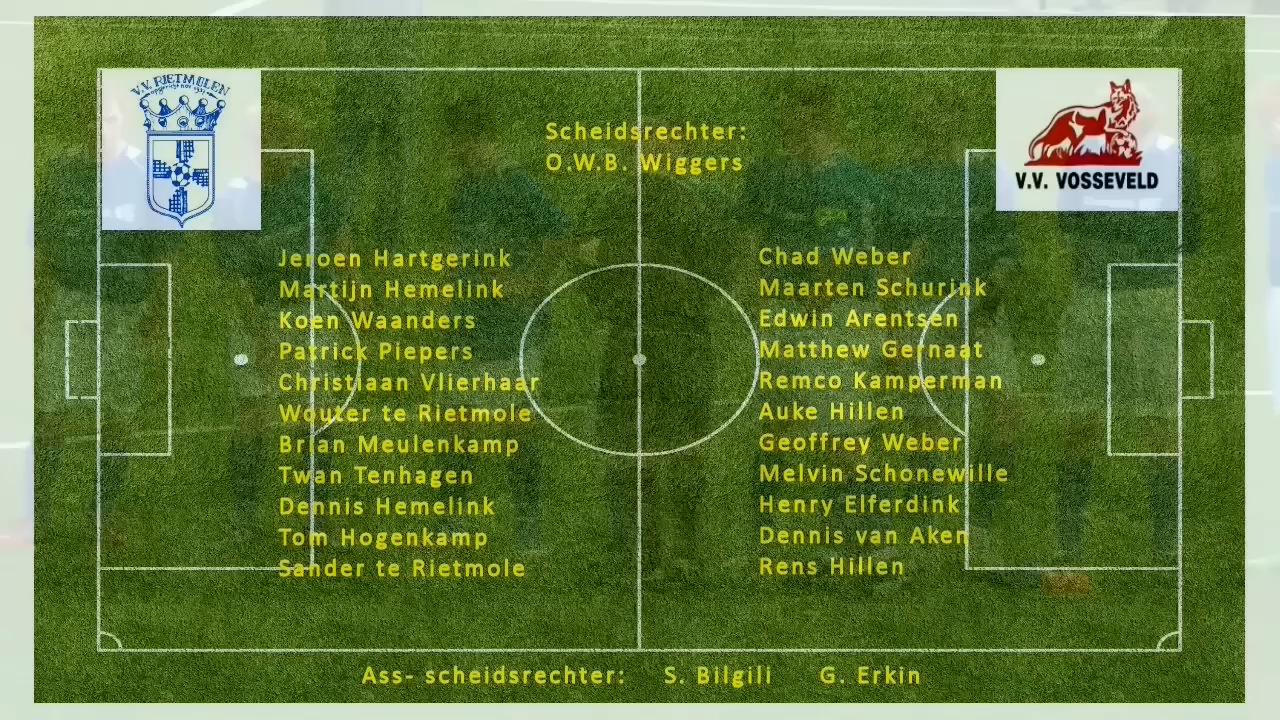 V.V. RIETMOLEN
V.V. VOSSEVELD
Scheidsrechter:
O.W.B. Wiggers
Jeroen Hartgerink
Martijn Hemelink
Koen Waanders
Patrick Piepers
Christiaan Vlierhaar
Wouter te Rietmole
Brian Meulenkamp
Twan Tenhagen
Dennis Hemelink
Tom Hogenkamp
Sander te Rietmole
Chad Weber
Maarten Schurink
Edwin Arentsen
Matthew Gernaat
Remco Kamperman
Auke Hillen
Geoffrey Weber
Melvin Schonewille
Henry Elferdink
Dennis van Aken
Rens Hillen
Ass- scheidsrechter: S. Bilgili G. Erkin